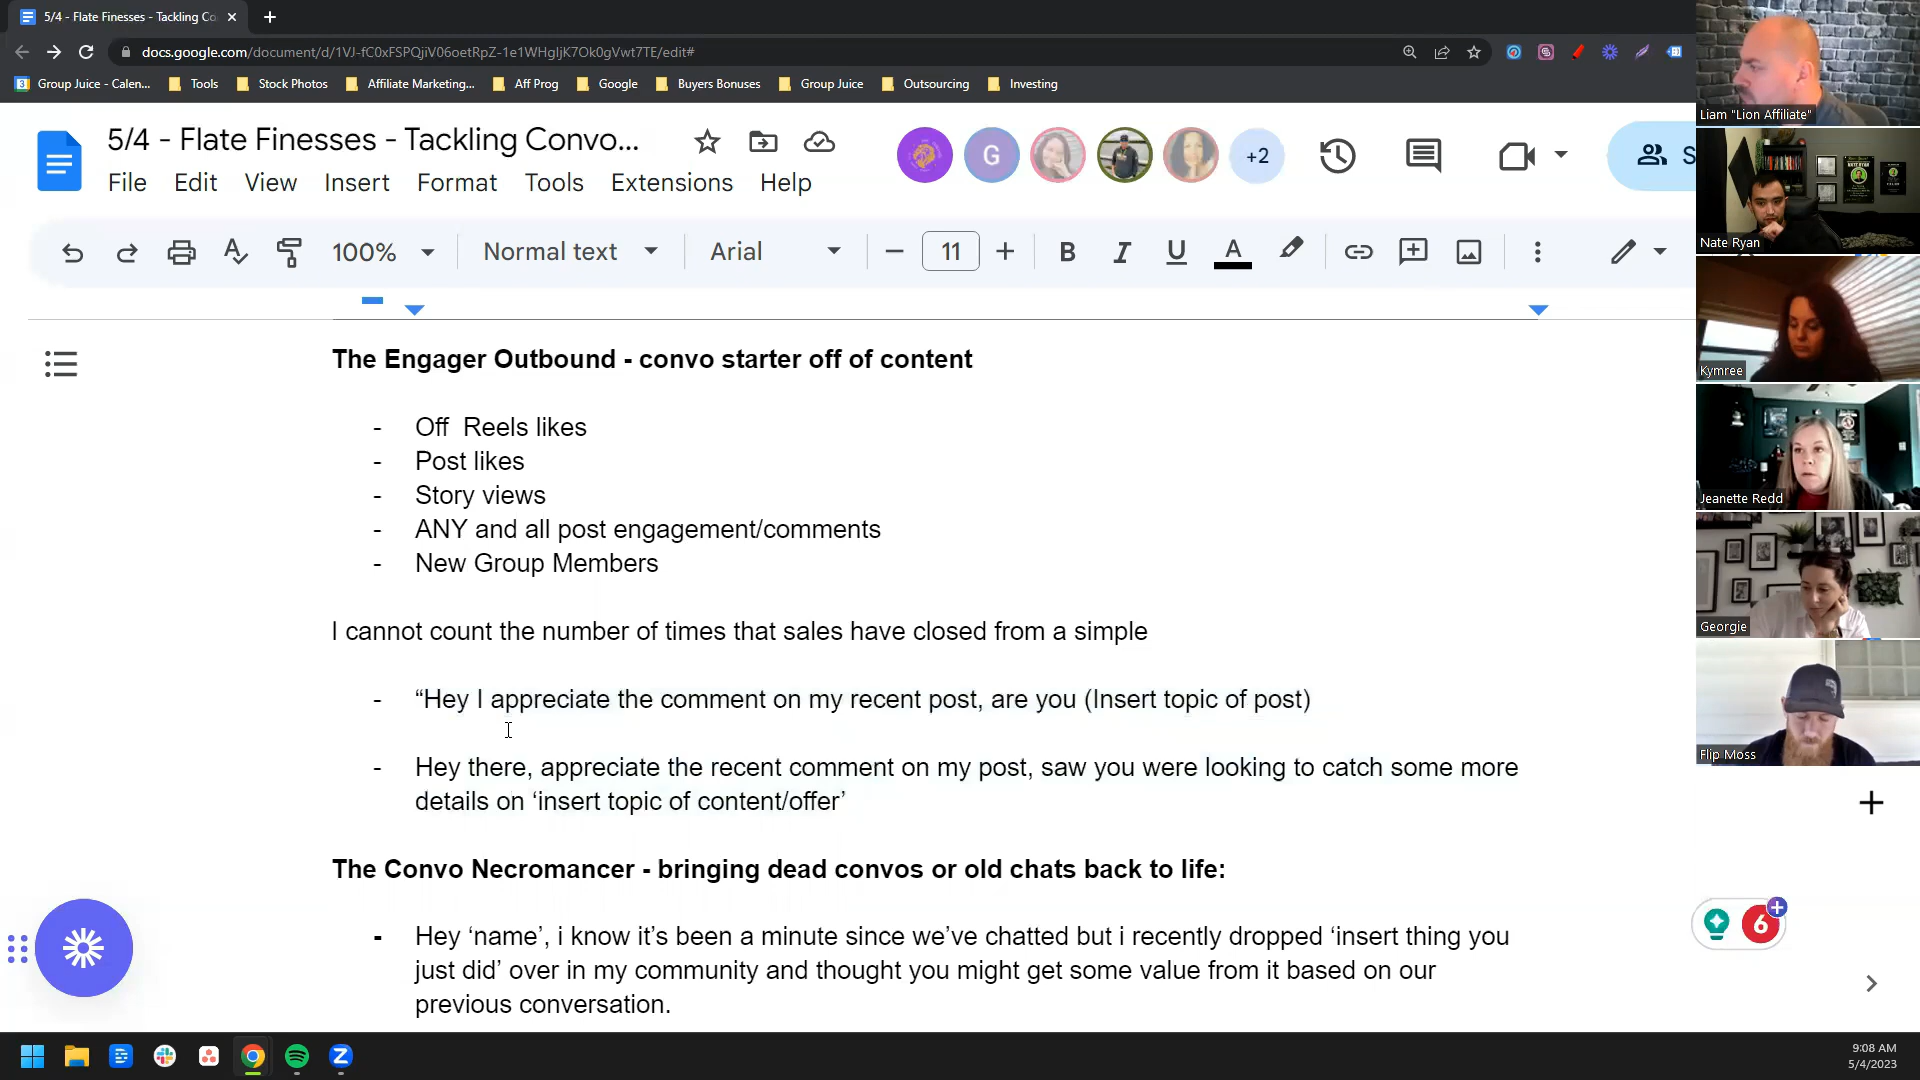 5/4 - Flate Finesses - Tackling Co
docs.google.com/document/d/1VJ-fC0xFSPQjiV06oetRpZ-1e1WHgIjK7Ok0gVwt7TE/edit#
Group Juice - Calen... Tools Stock Photos Affiliate Marketing... Aff Prog Google Buyers Bonuses Group Juice Outsourcing Investing
5/4 - Flate Finesses - Tackling Convo...
G
+2
S
File Edit View Insert Format Tools Extensions Help
100% Normal text Arial 11 B I U A
The Engager Outbound - convo starter off of content
- Off Reels likes
- Post likes
- Story views
- ANY and all post engagement/comments
- New Group Members
I cannot count the number of times that sales have closed from a simple
- “Hey I appreciate the comment on my recent post, are you (Insert topic of post)
- Hey there, appreciate the recent comment on my post, saw you were looking to catch some more
details on ‘insert topic of content/offer’
The Convo Necromancer - bringing dead convos or old chats back to life:
- Hey ‘name’, i know it’s been a minute since we’ve chatted but i recently dropped ‘insert thing you
just did’ over in my community and thought you might get some value from it based on our
previous conversation.
6
Liam "Lion Affiliate"
Nate Ryan
Kymree
Jeanette Redd
Georgie
Flip Moss
9:08 AM
5/4/2023